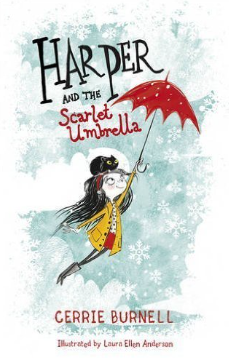 HARPER
AND THE
Scarlet
Umbrella
CERRIE BURNELL
Illustrated by Laura Ellen Anderson